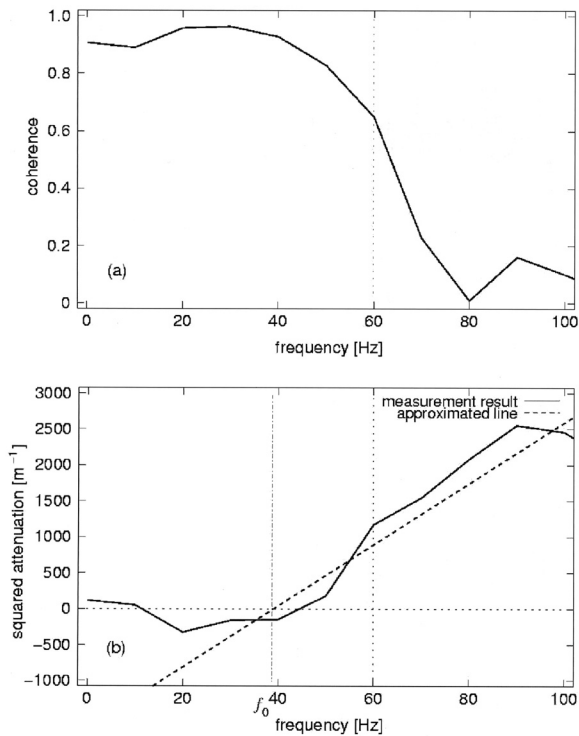 1.0
0.8
0.6
0.4
0.2
0
coherence
(a)
0 20 40 60 80 100
frequency [Hz]
3000
2500
2000
1500
1000
500
0
−500
−1000
squared attenuation [m⁻¹]
measurement result
approximated line
(b)
0 20 40 60 80 100
f₀
frequency [Hz]